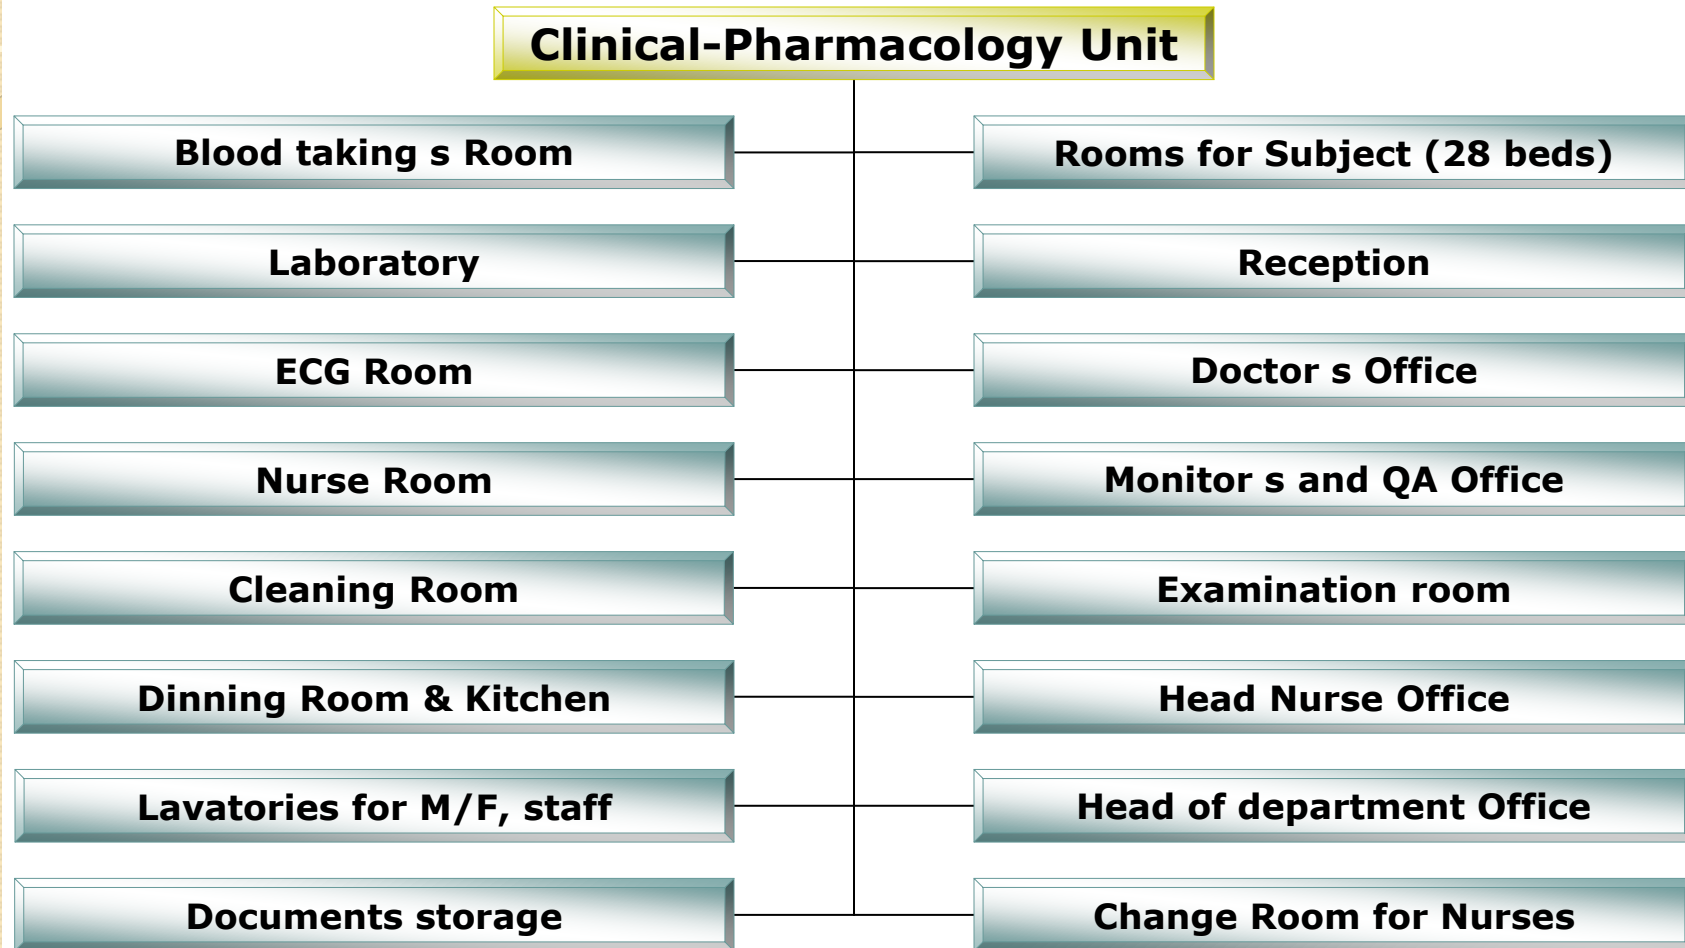 Clinical-Pharmacology Unit
Blood taking s Room
Rooms for Subject (28 beds)
Laboratory
Reception
ECG Room
Doctor s Office
Nurse Room
Monitor s and QA Office
Cleaning Room
Examination room
Dinning Room & Kitchen
Head Nurse Office
Lavatories for M/F, staff
Head of department Office
Documents storage
Change Room for Nurses